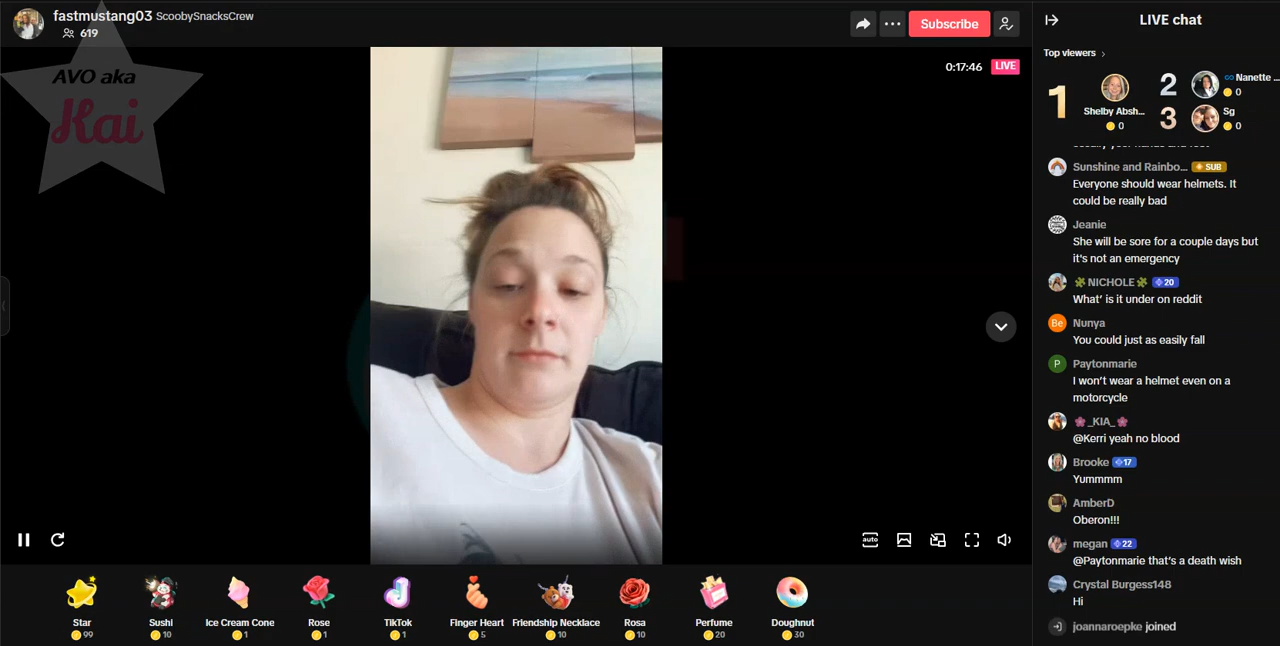 fastmustang03 ScoobySnacksCrew
619
AVO aka
Kai
Subscribe
0:17:46 LIVE
auto
Star
99
Sushi
10
Ice Cream Cone
1
Rose
1
TikTok
1
Finger Heart
5
Friendship Necklace
10
Rosa
10
Perfume
20
Doughnut
30
LIVE chat
Top viewers
1
Shelby Absh...
0
2
Nanette ...
0
3
Sg
0
Sunshine and Rainbo... SUB
Everyone should wear helmets. It
could be really bad
Jeanie
She will be sore for a couple days but
it's not an emergency
NICHOLE 20
What' is it under on reddit
Be
Nunya
You could just as easily fall
P
Paytonmarie
I won't wear a helmet even on a
motorcycle
_KIA_
@Kerri yeah no blood
Brooke 17
Yummmm
AmberD
Oberon!!!
megan 22
@Paytonmarie that's a death wish
Crystal Burgess148
Hi
joannaroepke joined